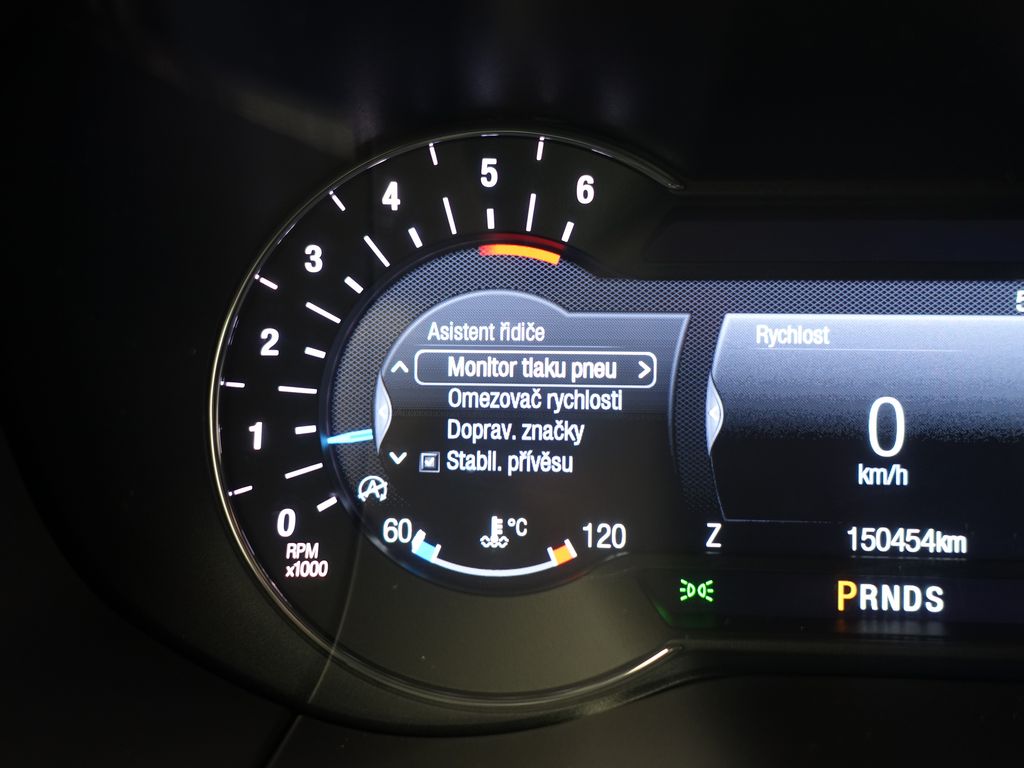 6
5
4
3
2
1
0
RPM
x1000
Asistent řidiče
Monitor tlaku pneu >
Omezovač rychlosti
Doprav. značky
Stabil. přívěsu
60 °C 120
Rychlost
0
km/h
Z 150454km
PRNDS